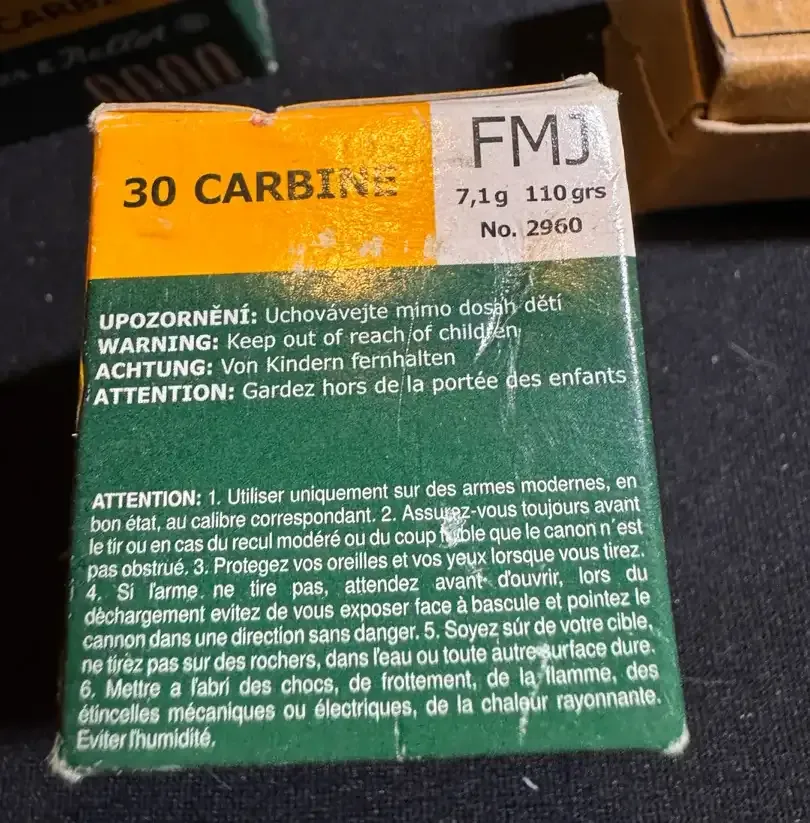 CARB
& Bellot
30 CARBINE
FMJ
7,1g 110 grs
No. 2960
UPOZORNĚNÍ: Uchovávejte mimo dosah dětí
WARNING: Keep out of reach of children
ACHTUNG: Von Kindern fernhalten
ATTENTION: Gardez hors de la portée des enfants
ATTENTION: 1. Utiliser uniquement sur des armes modernes, en
bon état, au calibre correspondant. 2. Assurez-vous toujours avant
le tir ou en cas du recul modéré ou du coup faible que le canon n´est
pas obstrué. 3. Protegez vos oreilles et vos yeux lorsque vous tirez.
4. Si l'arme ne tire pas, attendez avant d'ouvrir, lors du
dèchargement evitez de vous exposer face à bascule et pointez le
cannon dans une direction sans danger. 5. Soyez súr de votre cible,
ne tirèz pas sur des rochers, dans l'eau ou toute autre surface dure.
6. Mettre a l'abri des chocs, de frottement, de la flamme, des
étincelles mécaniques ou électriques, de la chaleur rayonnante.
Eviter l'humidité.